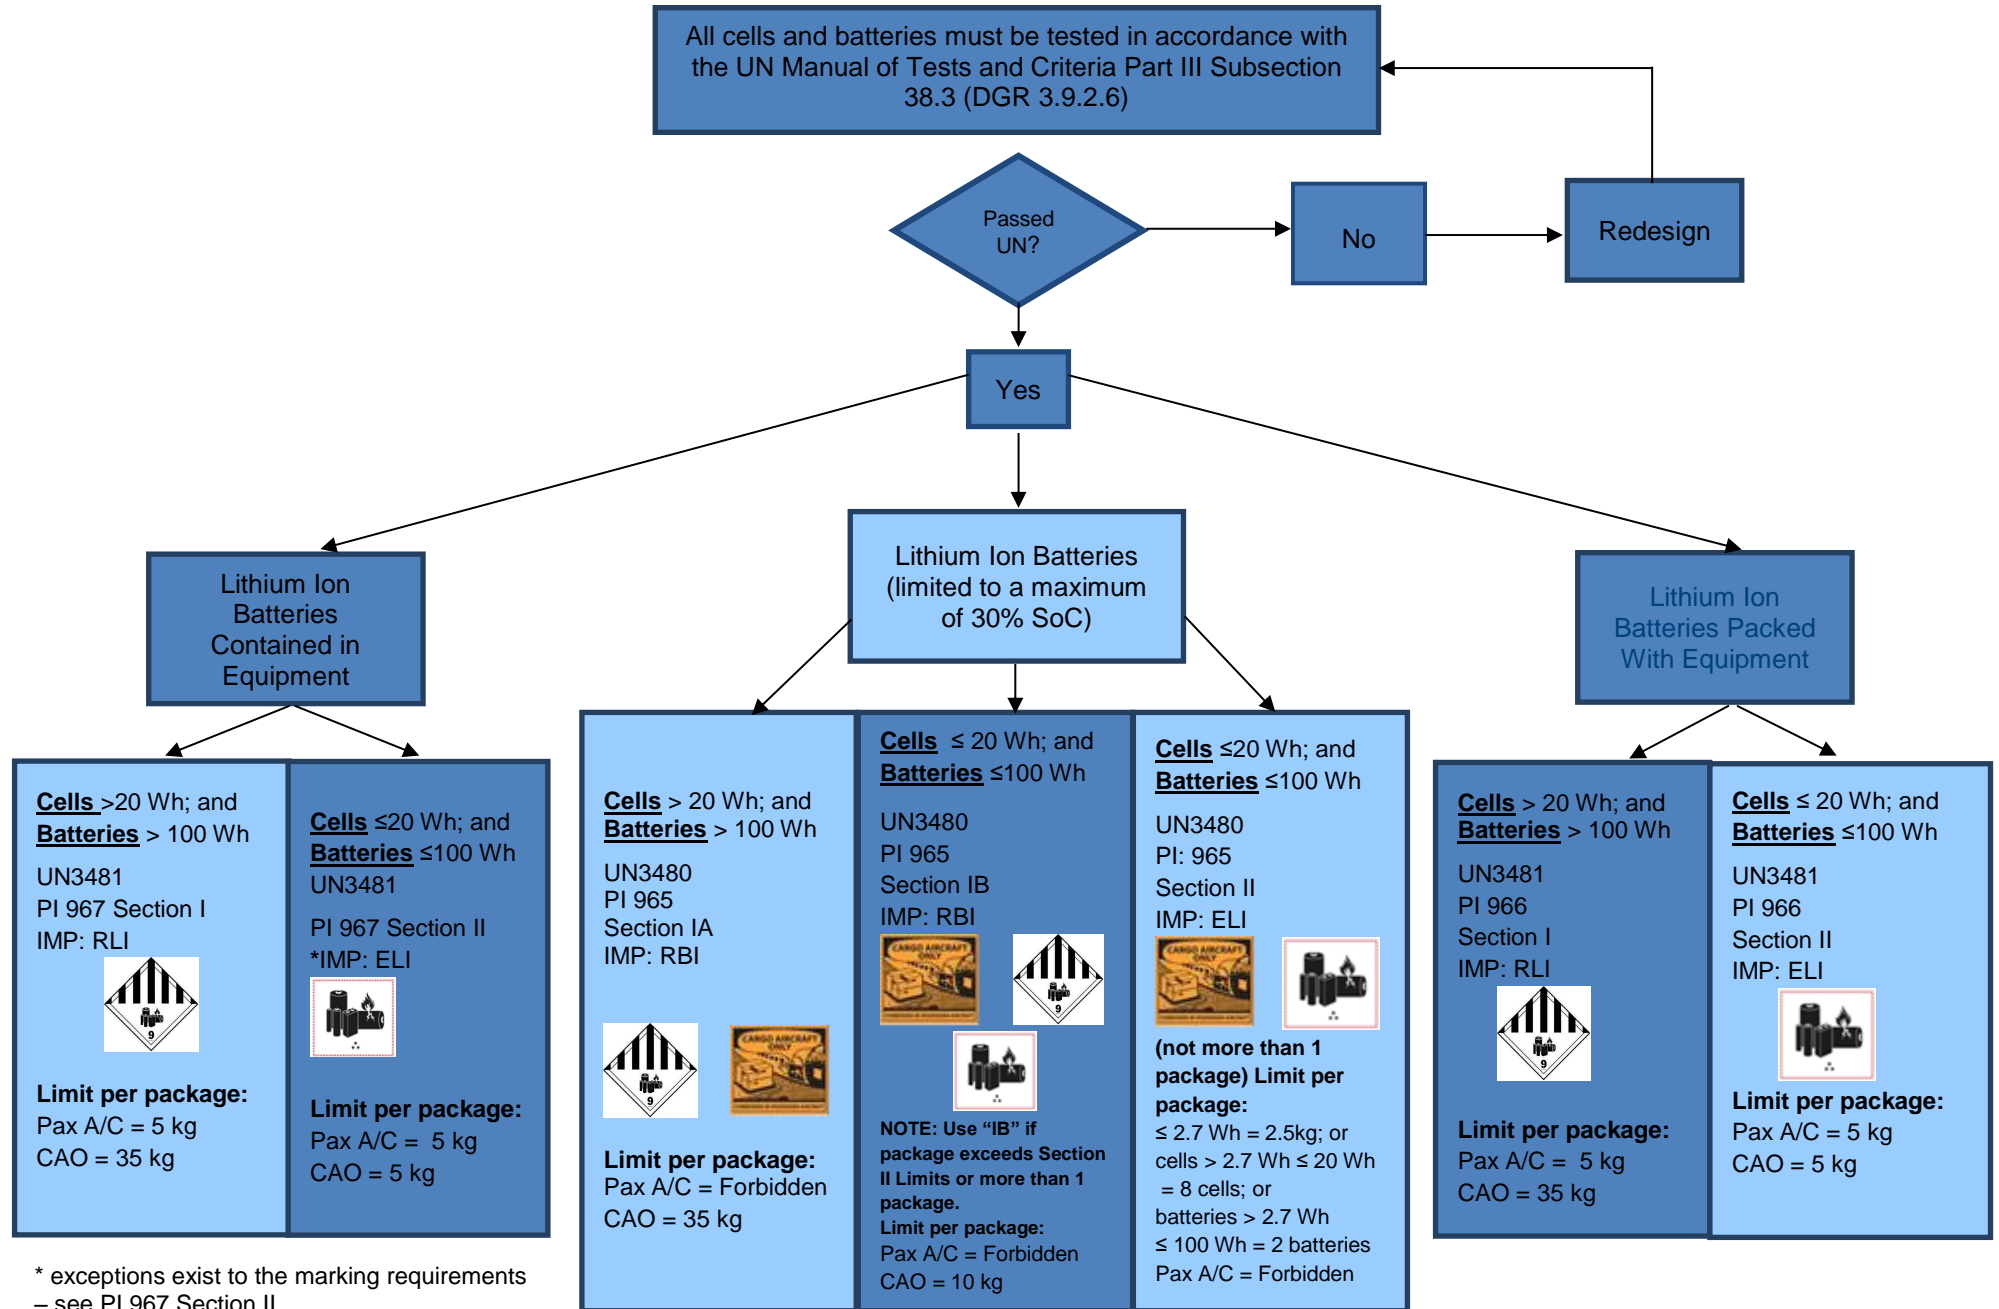 All cells and batteries must be tested in accordance with
the UN Manual of Tests and Criteria Part III Subsection
38.3 (DGR 3.9.2.6)
Passed
UN?
No
Redesign
Yes
Lithium Ion
Batteries
Contained in
Equipment
Lithium Ion Batteries
(limited to a maximum
of 30% SoC)
Lithium Ion
Batteries Packed
With Equipment
Cells >20 Wh; and
Batteries > 100 Wh
UN3481
PI 967 Section I
IMP: RLI
9
Limit per package:
Pax A/C = 5 kg
CAO = 35 kg
Cells ≤20 Wh; and
Batteries ≤100 Wh
UN3481
PI 967 Section II
*IMP: ELI
Limit per package:
Pax A/C = 5 kg
CAO = 5 kg
Cells > 20 Wh; and
Batteries > 100 Wh
UN3480
PI 965
Section IA
IMP: RBI
9
CARGO AIRCRAFT
ONLY
Limit per package:
Pax A/C = Forbidden
CAO = 35 kg
Cells ≤ 20 Wh; and
Batteries ≤100 Wh
UN3480
PI 965
Section IB
IMP: RBI
CARGO AIRCRAFT
ONLY
9
NOTE: Use “IB” if
package exceeds Section
II Limits or more than 1
package.
Limit per package:
Pax A/C = Forbidden
CAO = 10 kg
Cells ≤20 Wh; and
Batteries ≤100 Wh
UN3480
PI: 965
Section II
IMP: ELI
CARGO AIRCRAFT
ONLY
(not more than 1
package) Limit per
package:
≤ 2.7 Wh = 2.5kg; or
cells > 2.7 Wh ≤ 20 Wh
= 8 cells; or
batteries > 2.7 Wh
≤ 100 Wh = 2 batteries
Pax A/C = Forbidden
Cells > 20 Wh; and
Batteries > 100 Wh
UN3481
PI 966
Section I
IMP: RLI
9
Limit per package:
Pax A/C = 5 kg
CAO = 35 kg
Cells ≤ 20 Wh; and
Batteries ≤100 Wh
UN3481
PI 966
Section II
IMP: ELI
Limit per package:
Pax A/C = 5 kg
CAO = 5 kg
* exceptions exist to the marking requirements
– see PI 967 Section II